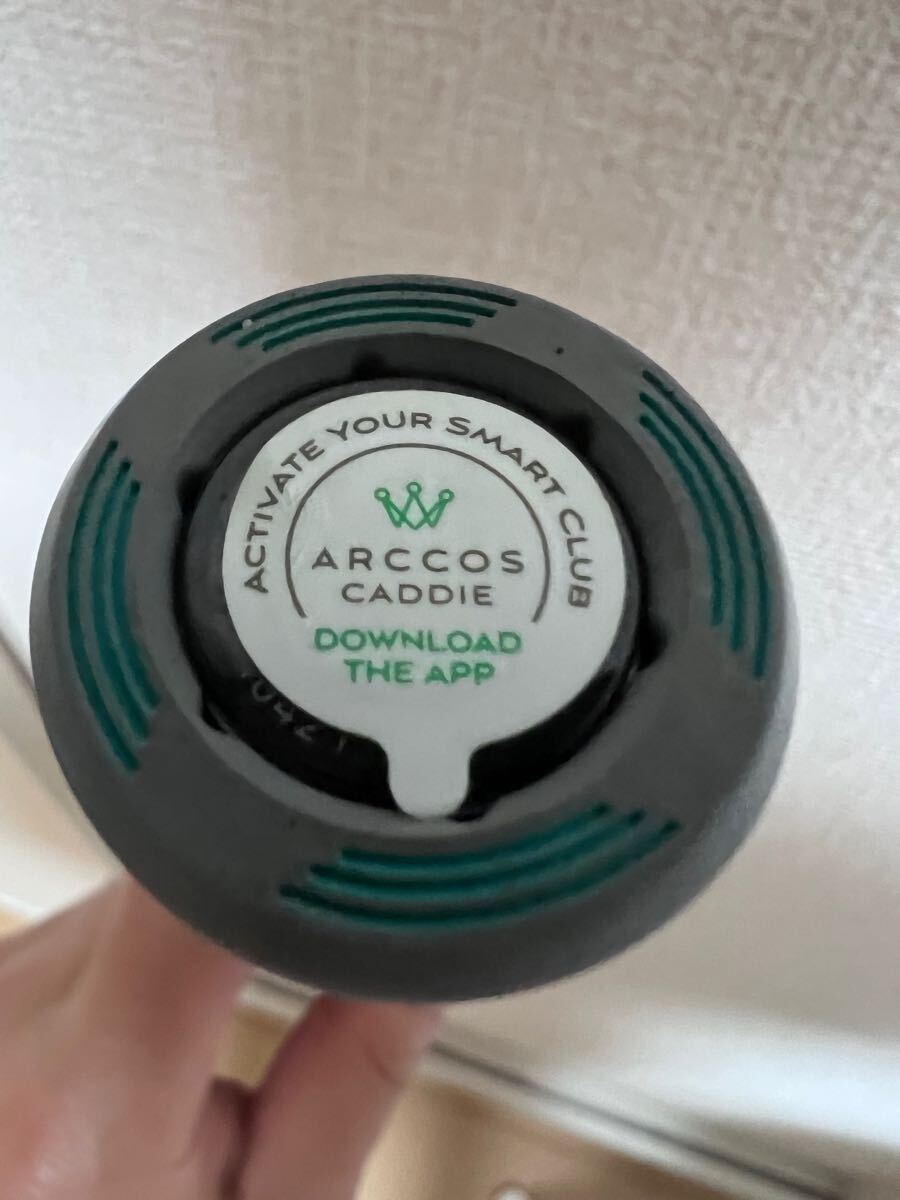 ACTIVATE YOUR SMART CLUB
ARCCOS
CADDIE
DOWNLOAD
THE APP